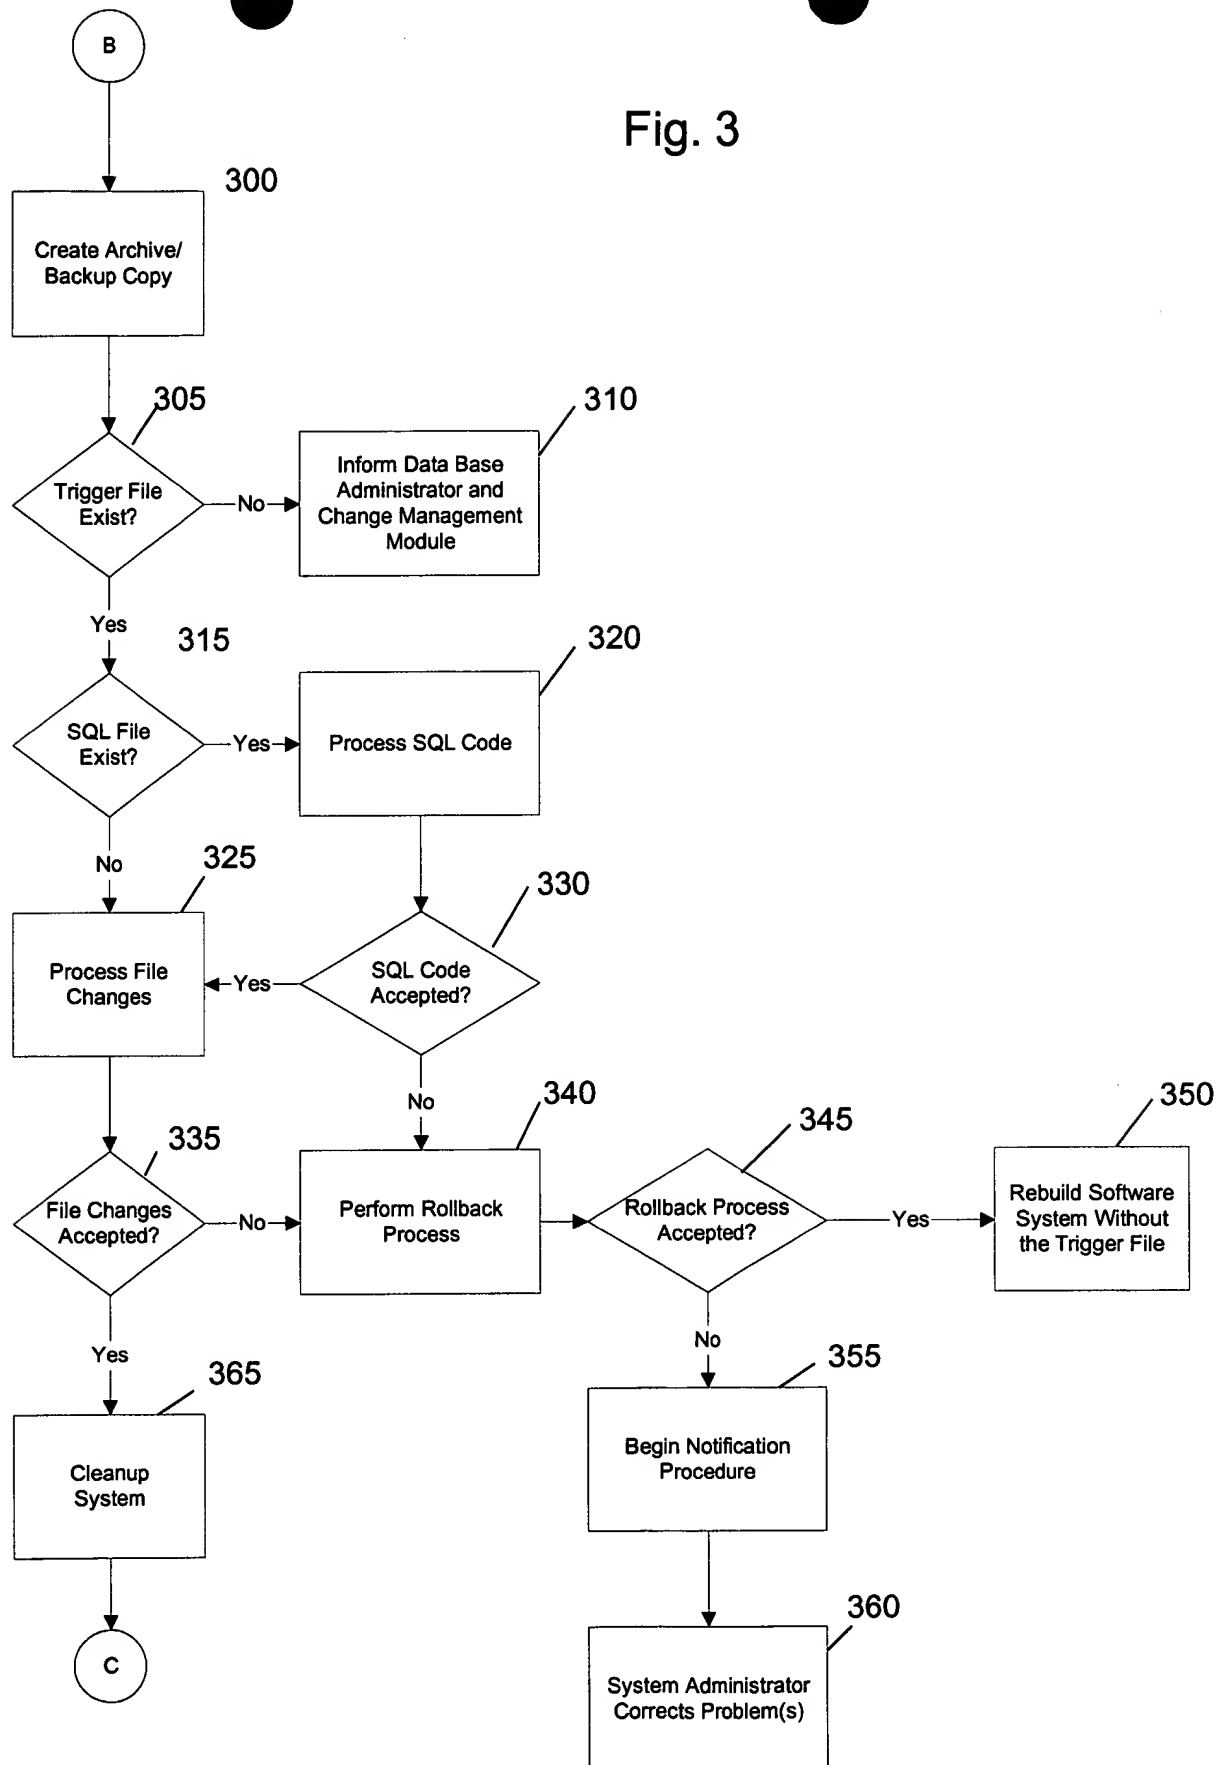 B
Fig. 3
300
Create Archive/
Backup Copy
305
Trigger File
Exist?
No
310
Inform Data Base
Administrator and
Change Management
Module
Yes
315
SQL File
Exist?
Yes
320
Process SQL Code
No
325
Process File
Changes
Yes
330
SQL Code
Accepted?
No
335
File Changes
Accepted?
No
340
Perform Rollback
Process
345
Rollback Process
Accepted?
Yes
350
Rebuild Software
System Without
the Trigger File
Yes
No
365
Cleanup
System
355
Begin Notification
Procedure
C
360
System Administrator
Corrects Problem(s)